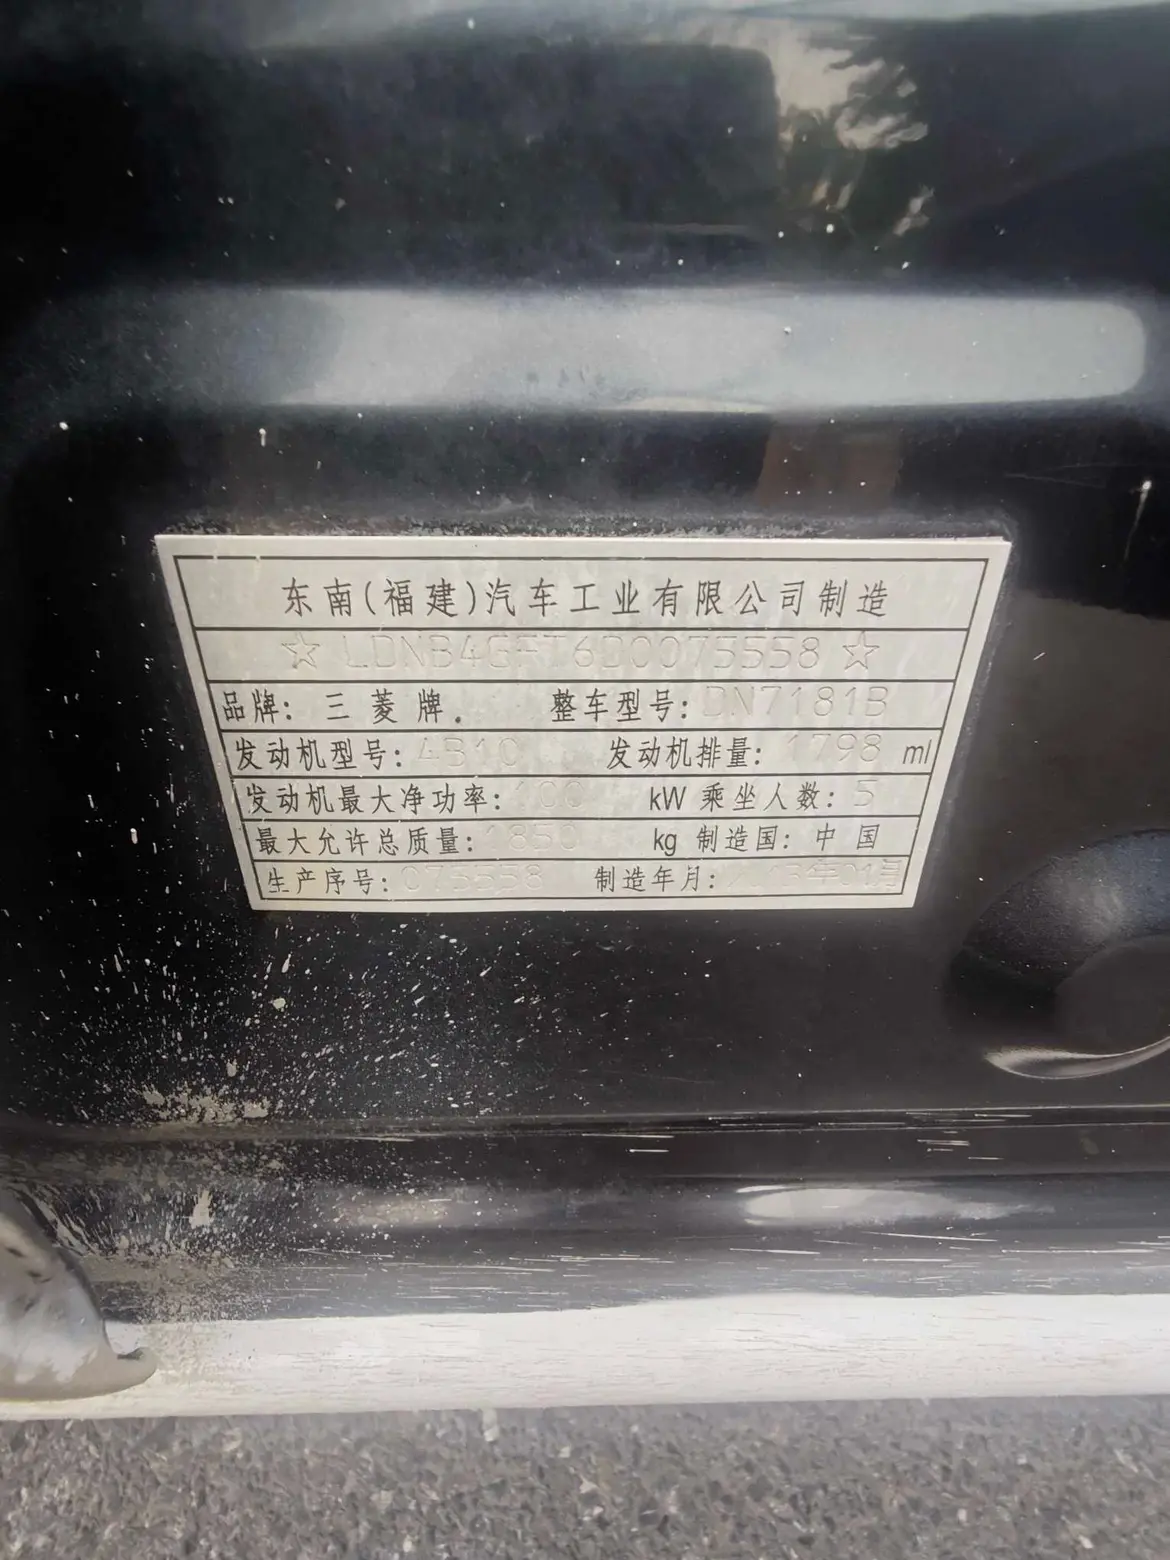 东南(福建)汽车工业有限公司制造
☆ LDNB4GFT6D0075558 ☆
品牌: 三菱牌. 整车型号: DN7181B
发动机型号: 4B10 发动机排量: 1798 ml
发动机最大净功率: 100 kW 乘坐人数: 5
最大允许总质量: 1850 kg 制造国: 中国
生产序号: 075558 制造年月: 2013年01月